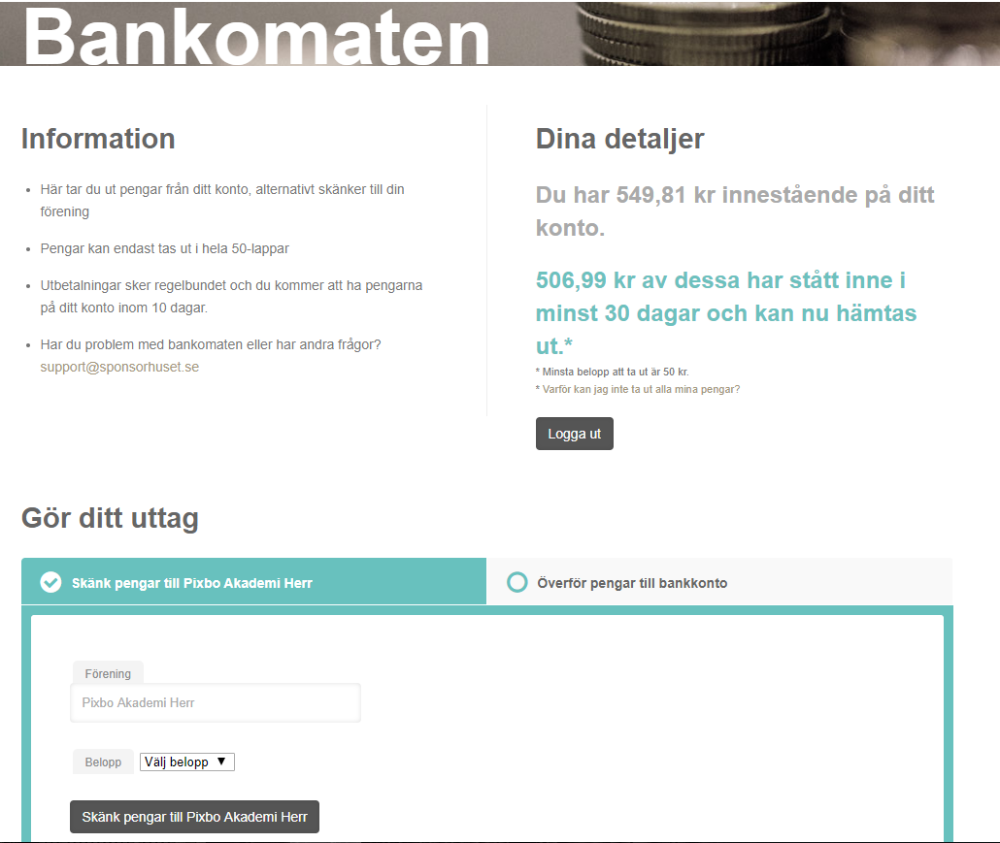 Bankomaten
Information
Här tar du ut pengar från ditt konto, alternativt skänker till din
förening
Pengar kan endast tas ut i hela 50-lappar
Utbetalningar sker regelbundet och du kommer att ha pengarna
på ditt konto inom 10 dagar.
Har du problem med bankomaten eller har andra frågor?
support@sponsorhuset.se
Dina detaljer
Du har 549,81 kr innestående på ditt
konto.
506,99 kr av dessa har stått inne i
minst 30 dagar och kan nu hämtas
ut.*
* Minsta belopp att ta ut är 50 kr.
* Varför kan jag inte ta ut alla mina pengar?
Logga ut
Gör ditt uttag
Skänk pengar till Pixbo Akademi Herr
Överför pengar till bankkonto
Förening
Pixbo Akademi Herr
Belopp
Välj belopp ▼
Skänk pengar till Pixbo Akademi Herr